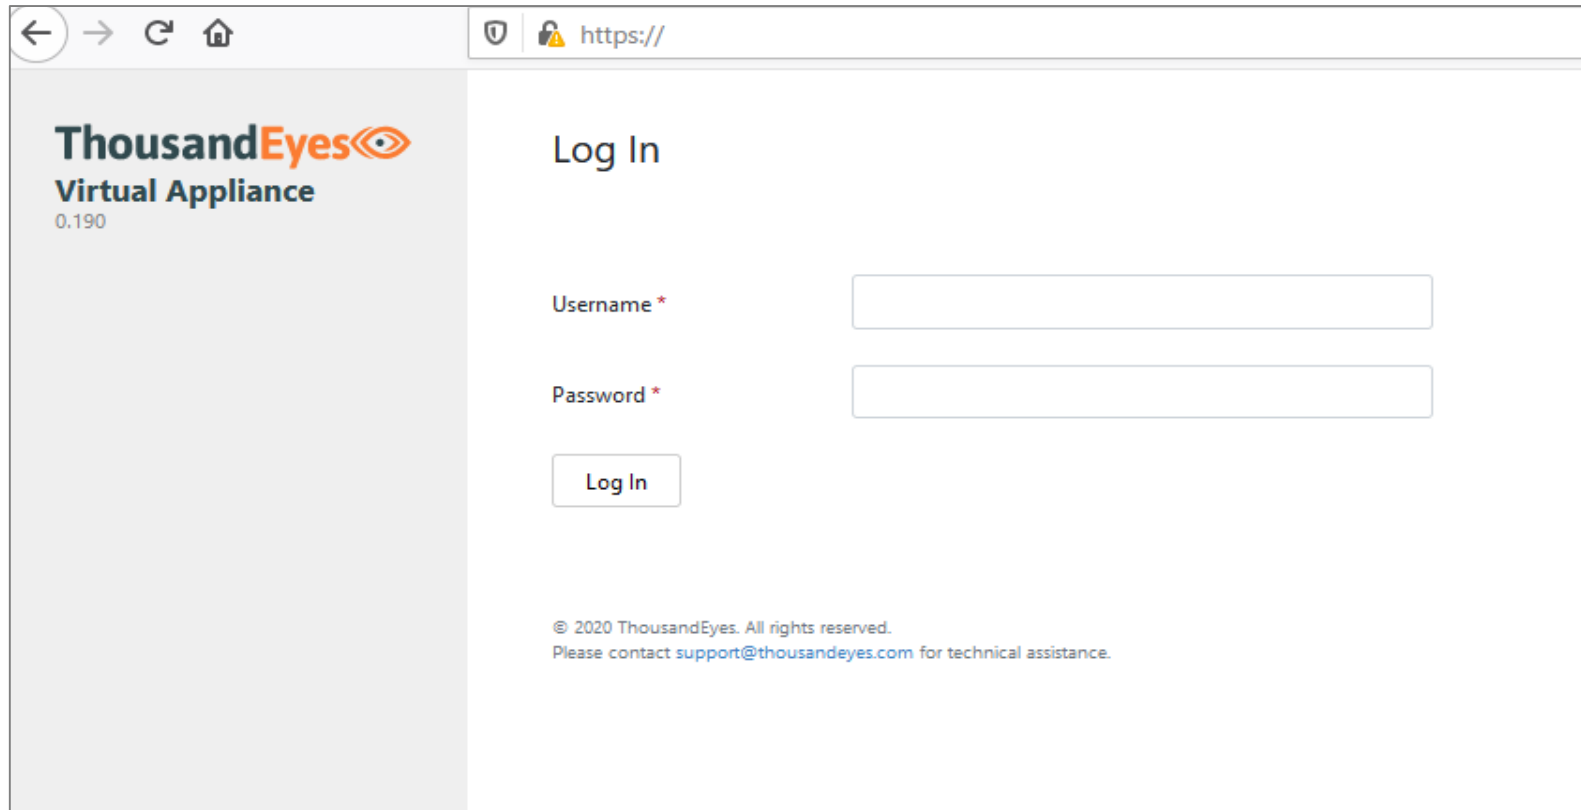 https://
ThousandEyes
Virtual Appliance
0.190
Log In
Username *
Password *
Log In
© 2020 ThousandEyes. All rights reserved.
Please contact support@thousandeyes.com for technical assistance.